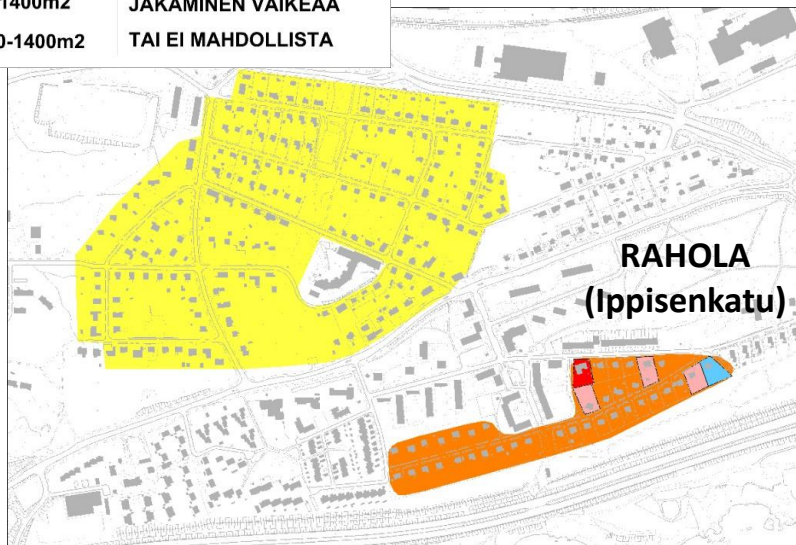 1400m2 JAKAMINEN VAIKEAA
0-1400m2 TAI EI MAHDOLLISTA
RAHOLA
(Ippisenkatu)